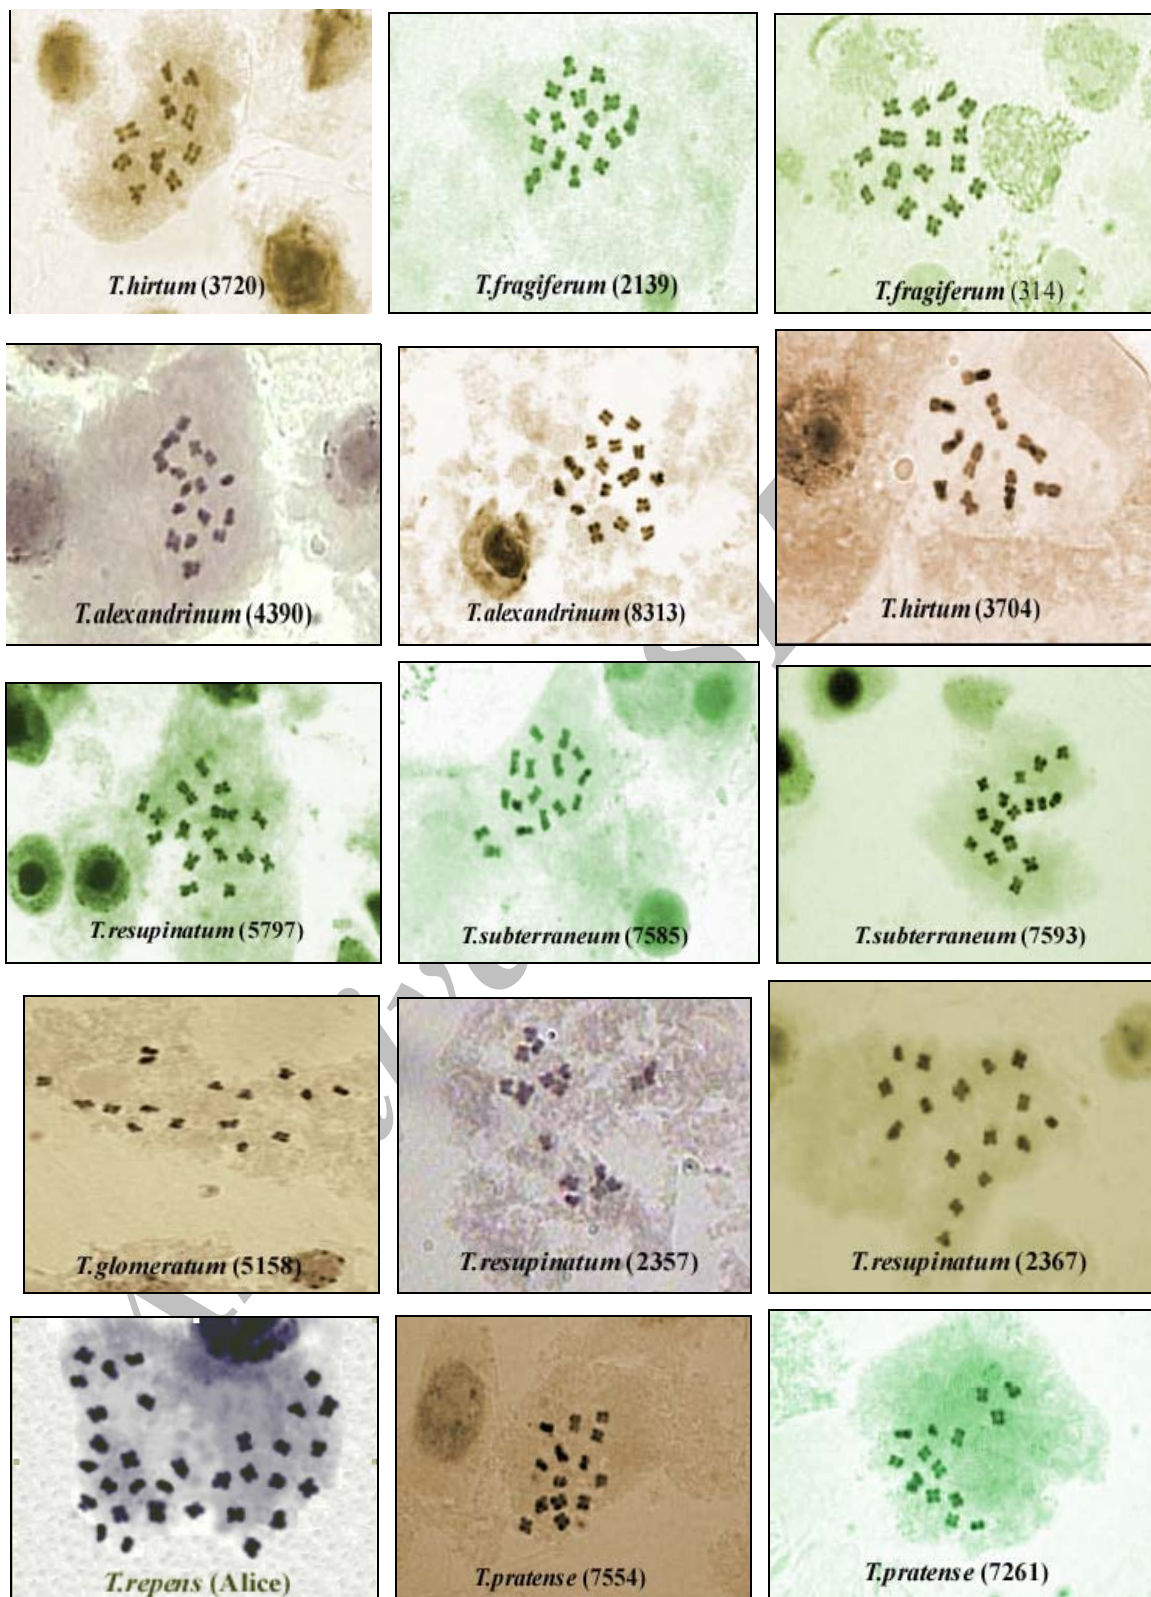 T.hirtum (3720)
T.fragiferum (2139)
T.fragiferum (314)
T.alexandrinum (4390)
T.alexandrinum (8313)
T.hirtum (3704)
T.resupinatum (5797)
T.subterraneum (7585)
T.subterraneum (7593)
T.glomeratum (5158)
T.resupinatum (2357)
T.resupinatum (2367)
T.repens (Alice)
T.pratense (7554)
T.pratense (7261)